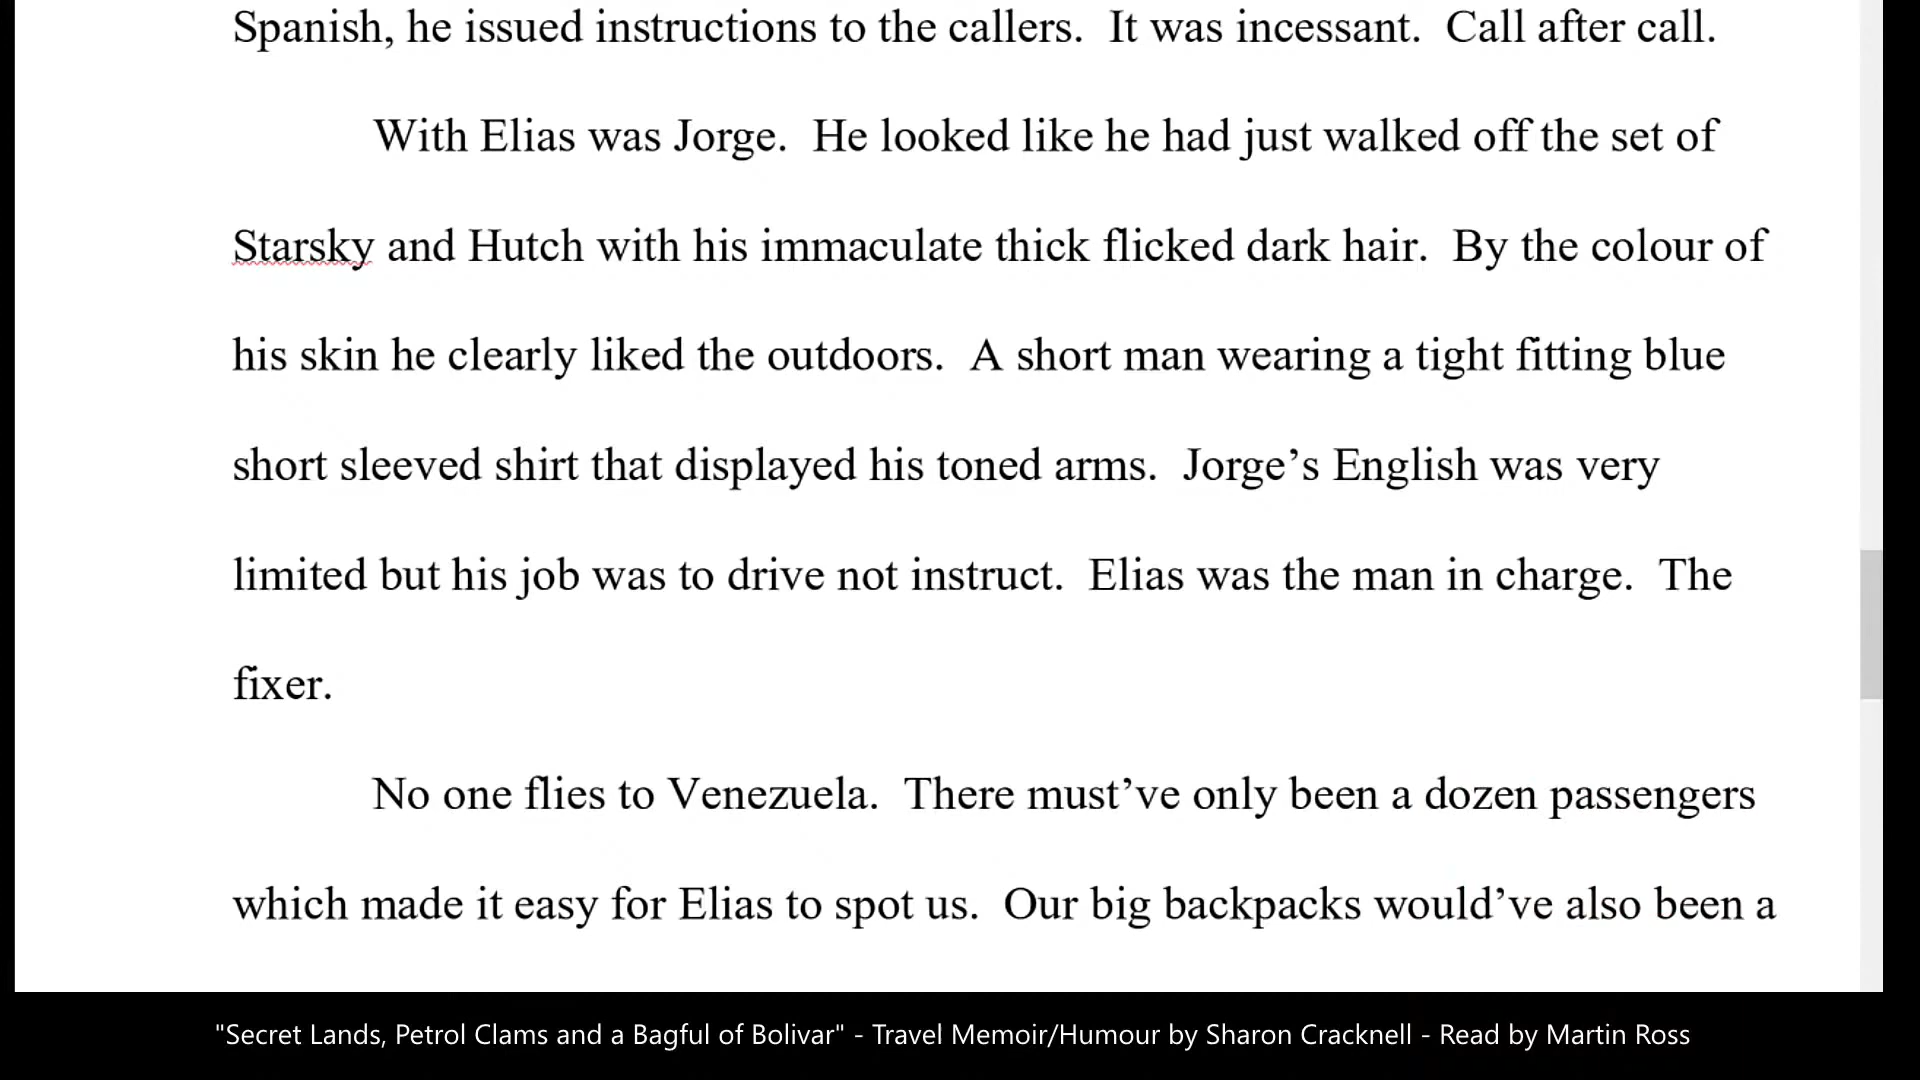 Spanish, he issued instructions to the callers.  It was incessant.  Call after call.
With Elias was Jorge.  He looked like he had just walked off the set of
Starsky and Hutch with his immaculate thick flicked dark hair.  By the colour of
his skin he clearly liked the outdoors.  A short man wearing a tight fitting blue
short sleeved shirt that displayed his toned arms.  Jorge’s English was very
limited but his job was to drive not instruct.  Elias was the man in charge.  The
fixer.
No one flies to Venezuela.  There must’ve only been a dozen passengers
which made it easy for Elias to spot us.  Our big backpacks would’ve also been a
"Secret Lands, Petrol Clams and a Bagful of Bolivar" - Travel Memoir/Humour by Sharon Cracknell - Read by Martin Ross